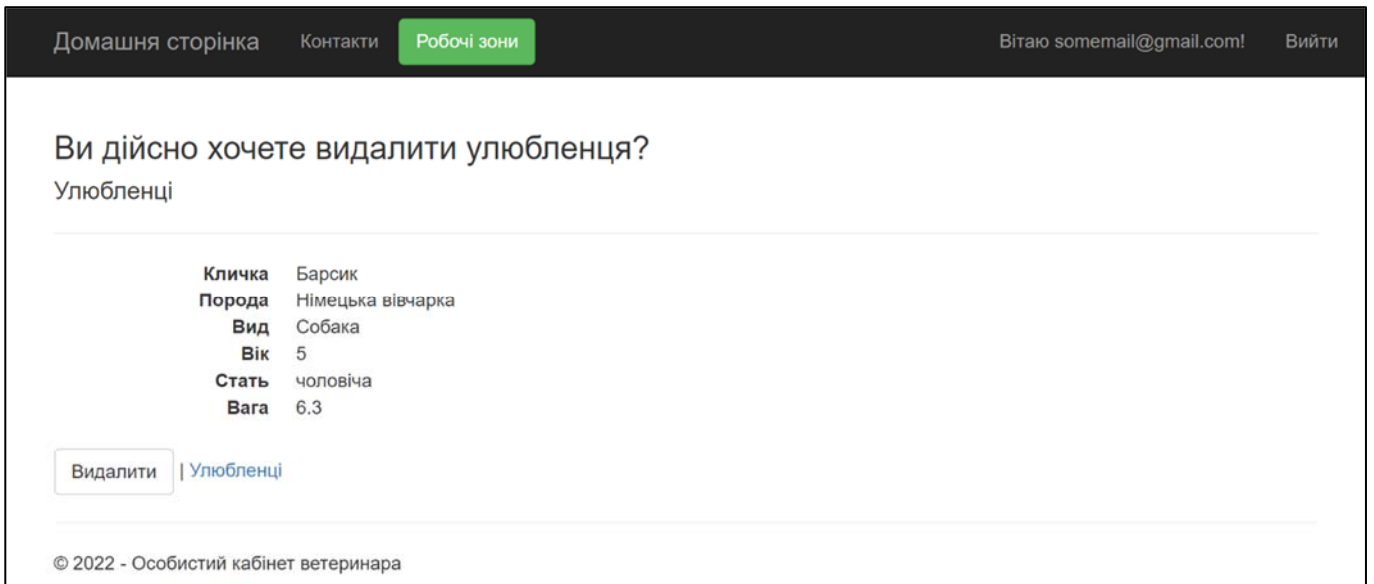 Домашня сторінка Контакти Робочі зони Вітаю somemail@gmail.com! Вийти
Ви дійсно хочете видалити улюбленця?
Улюбленці
Кличка Барсик
Порода Німецька вівчарка
Вид Собака
Вік 5
Стать чоловіча
Вага 6.3
Видалити | Улюбленці
© 2022 - Особистий кабінет ветеринара